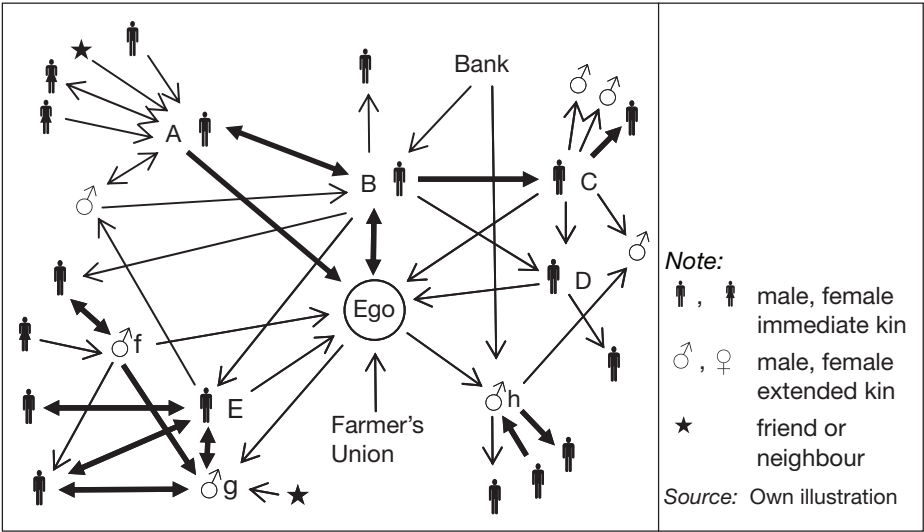 Bank
A
B
C
D
Ego
f
h
E
Farmer's
Union
g
Note:
, male, female
immediate kin
, male, female
extended kin
friend or
neighbour
Source: Own illustration